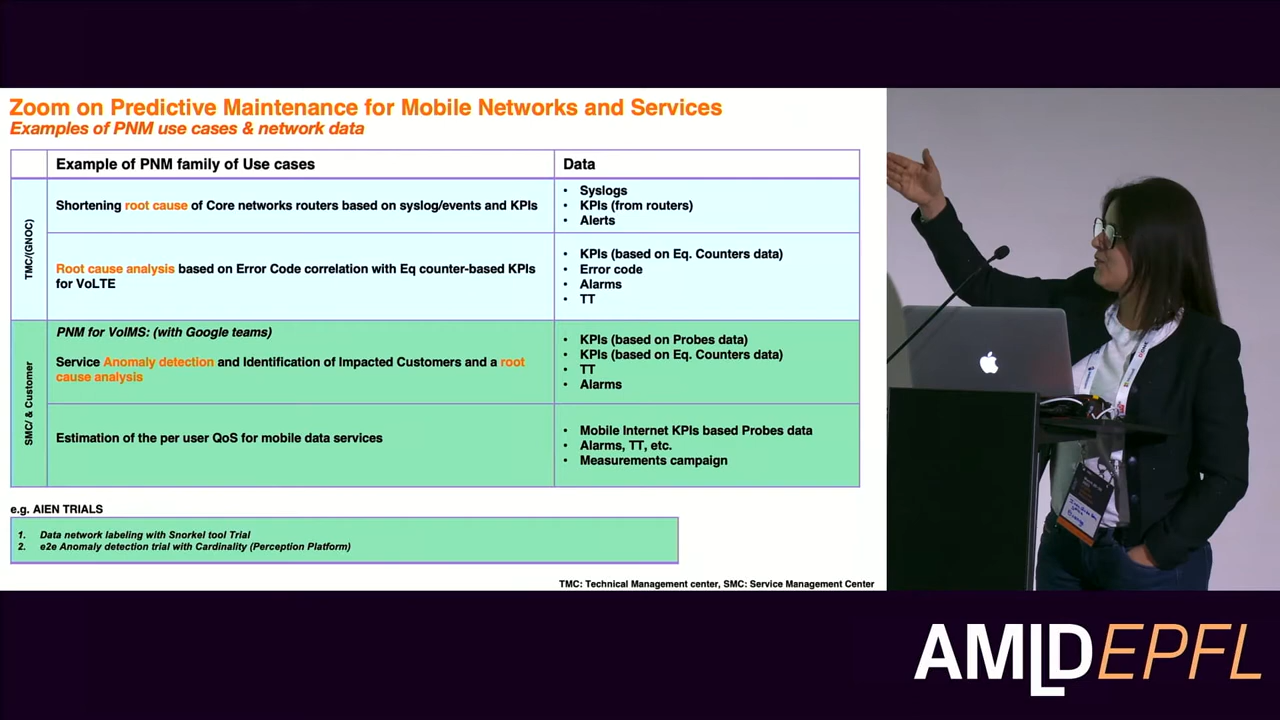 Zoom on Predictive Maintenance for Mobile Networks and Services
Examples of PNM use cases & network data
Example of PNM family of Use cases
Data
TMC/(GNOC)
Shortening root cause of Core networks routers based on syslog/events and KPIs
• Syslogs
• KPIs (from routers)
• Alerts
Root cause analysis based on Error Code correlation with Eq counter-based KPIs
for VoLTE
• KPIs (based on Eq. Counters data)
• Error code
• Alarms
• TT
SMC/ & Customer
PNM for VoIMS: (with Google teams)
Service Anomaly detection and Identification of Impacted Customers and a root
cause analysis
• KPIs (based on Probes data)
• KPIs (based on Eq. Counters data)
• TT
• Alarms
Estimation of the per user QoS for mobile data services
• Mobile Internet KPIs based Probes data
• Alarms, TT, etc.
• Measurements campaign
e.g. AIEN TRIALS
1. Data network labeling with Snorkel tool Trial
2. e2e Anomaly detection trial with Cardinality (Perception Platform)
TMC: Technical Management center, SMC: Service Management Center
AMLD EPFL